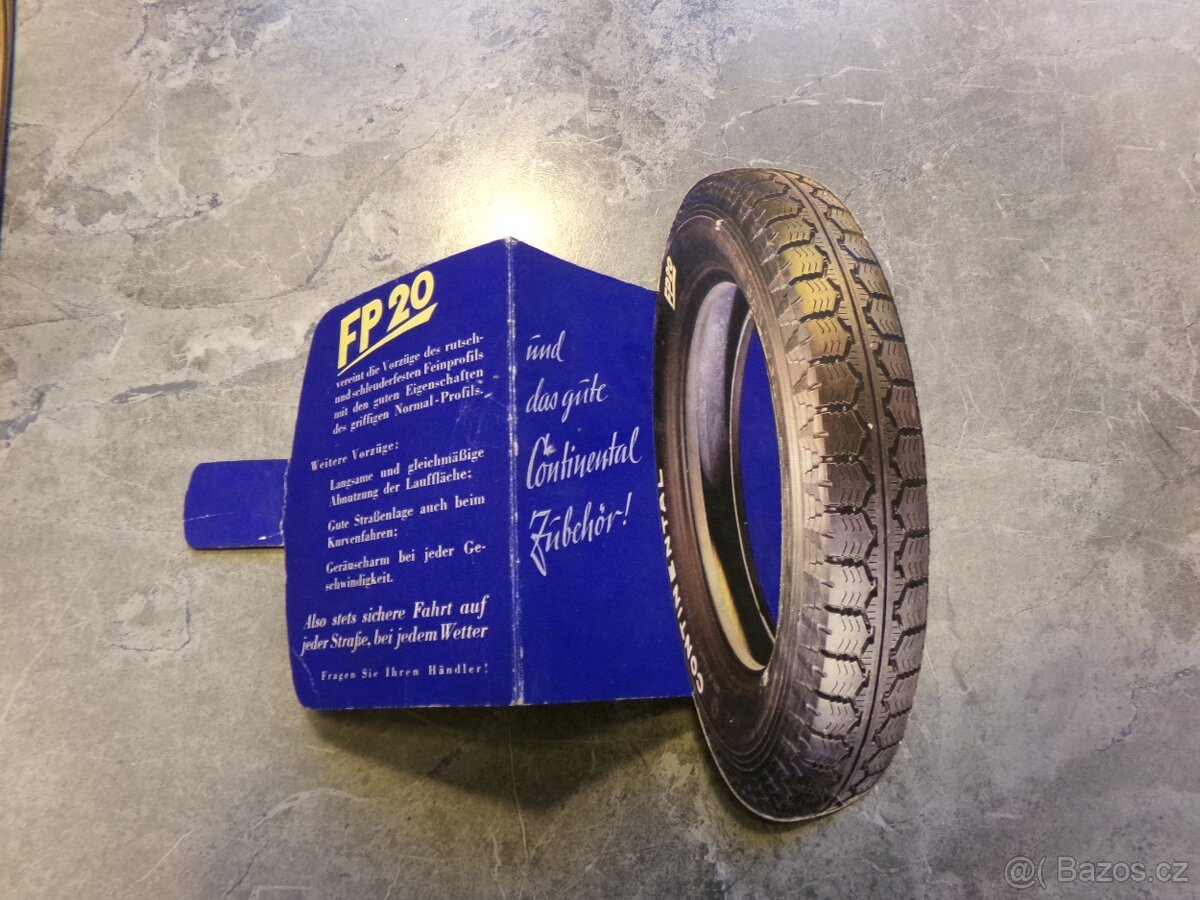 FP 20
vereint die Vorzüge des rutsch-
und schleuderfesten Feinprofils
mit den guten Eigenschaften
des griffigen Normal-Profils.
Weitere Vorzüge:
Langsame und gleichmäßige
Abnutzung der Lauffläche;
Gute Straßenlage auch beim
Kurvenfahren;
Geräuscharm bei jeder Ge-
schwindigkeit.
Also stets sichere Fahrt auf
jeder Straße, bei jedem Wetter
Fragen Sie Ihren Händler!
und
das gute
Continental
Zubehör!
FP20
CONTINENTAL
@( Bazos.cz